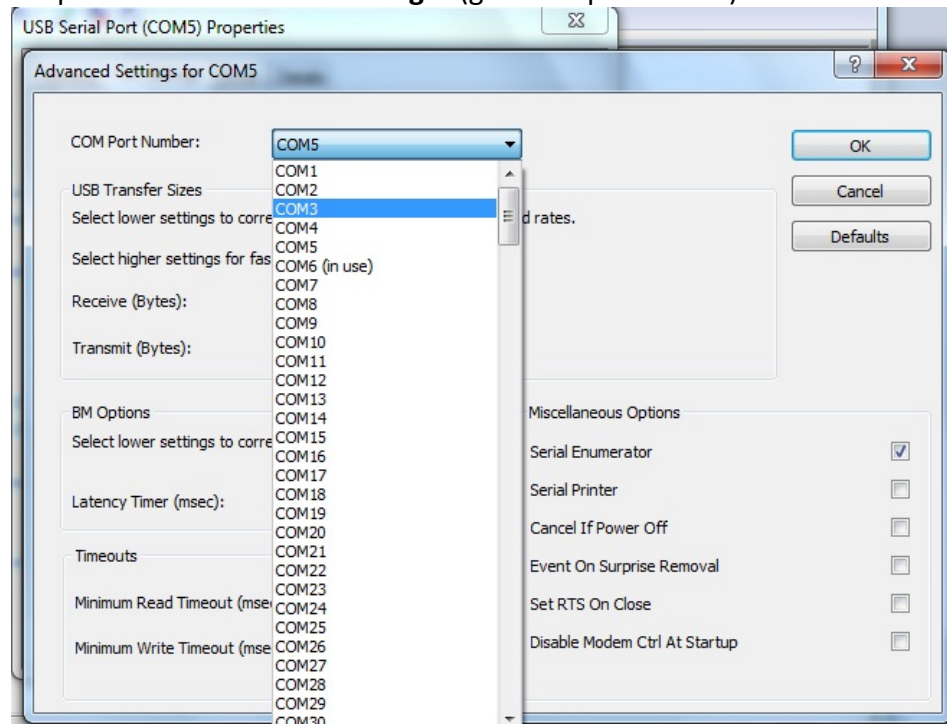 USB Serial Port (COM5) Properties
Advanced Settings for COM5
COM Port Number:
COM5
OK
Cancel
Defaults
COM1
COM2
COM3
COM4
COM5
COM6 (in use)
COM7
COM8
COM9
COM10
COM11
COM12
COM13
COM14
COM15
COM16
COM17
COM18
COM19
COM20
COM21
COM22
COM23
COM24
COM25
COM26
COM27
COM28
COM29
COM30
USB Transfer Sizes
Select lower settings to corre
d rates.
Select higher settings for fas
Receive (Bytes):
Transmit (Bytes):
BM Options
Select lower settings to corre
Latency Timer (msec):
Timeouts
Minimum Read Timeout (mse
Minimum Write Timeout (mse
Miscellaneous Options
Serial Enumerator
Serial Printer
Cancel If Power Off
Event On Surprise Removal
Set RTS On Close
Disable Modem Ctrl At Startup